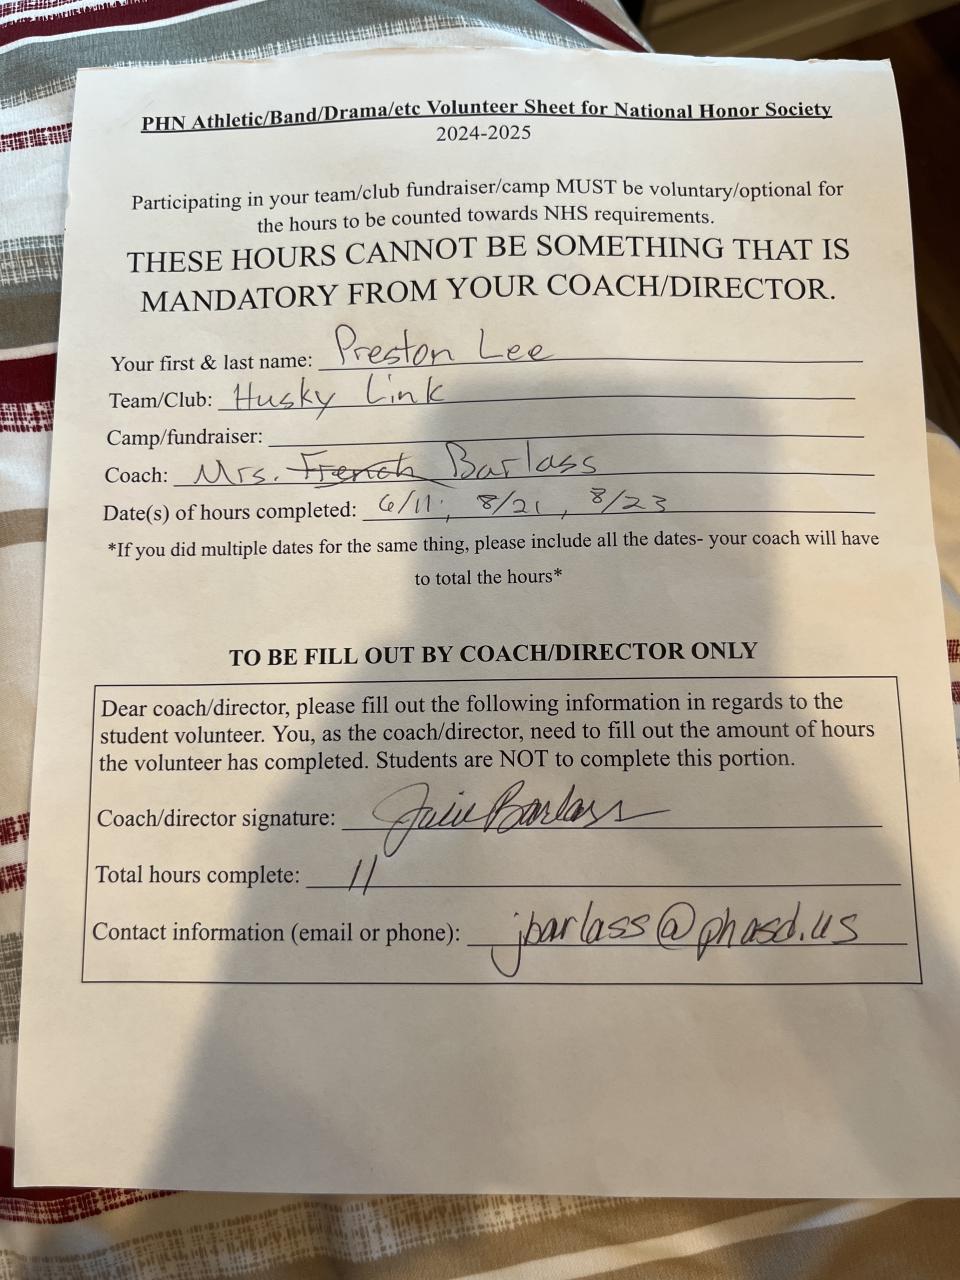 PHN Athletic/Band/Drama/etc Volunteer Sheet for National Honor Society
2024-2025
Participating in your team/club fundraiser/camp MUST be voluntary/optional for
the hours to be counted towards NHS requirements.
THESE HOURS CANNOT BE SOMETHING THAT IS
MANDATORY FROM YOUR COACH/DIRECTOR.
Your first & last name: Preston Lee
Team/Club: Husky Link
Camp/fundraiser:
Coach: Mrs. French Barlass
Date(s) of hours completed: 6/11, 8/21, 8/23
*If you did multiple dates for the same thing, please include all the dates- your coach will have
to total the hours*
TO BE FILL OUT BY COACH/DIRECTOR ONLY
Dear coach/director, please fill out the following information in regards to the
student volunteer. You, as the coach/director, need to fill out the amount of hours
the volunteer has completed. Students are NOT to complete this portion.
Coach/director signature: Julie Barlass
Total hours complete: 11
Contact information (email or phone): jbarlass@phasd.us